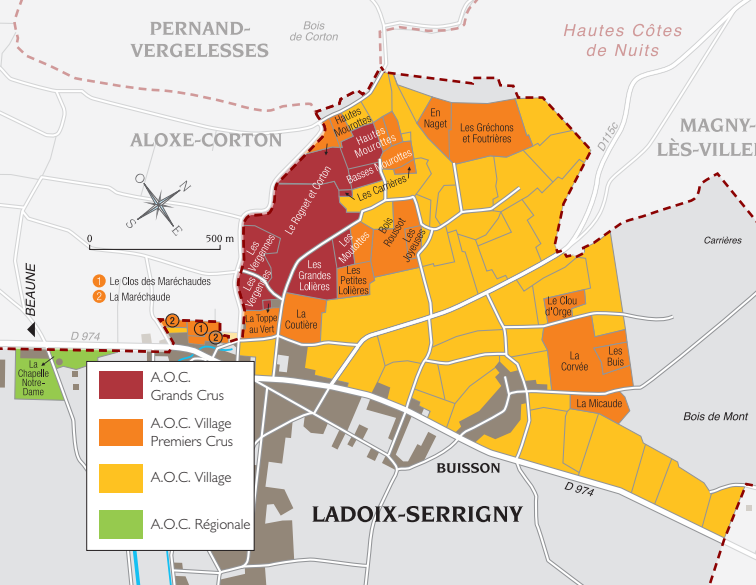 PERNAND-
VERGELESSES
Bois
de Corton
Hautes Côtes
de Nuits
ALOXE-CORTON
MAGNY-
LÈS-VILLE
D115c
Hautes
Mourottes
Hautes
Mourottes
Basses Mourottes
En
Naget
Les Gréchons
et Foutrières
Le Rognet et Corton
Les Carrières
Bois
Roussot
Les
Joyeuses
Les
Moutottes
Les
Vergennes
Les
Vergennes
Les
Grandes
Lolières
Les
Petites
Lolières
La Toppe
au Vert
La
Coutière
N
O
S
E
0
500 m
1 Le Clos des Maréchaudes
2 La Maréchaude
2
1
2
BEAUNE
D 974
La
Chapelle
Notre-
Dame
Carrières
Le Clou
d'Orge
La
Corvée
Les
Buis
La Micaude
Bois de Mont
A.O.C.
Grands Crus
A.O.C. Village
Premiers Crus
A.O.C. Village
A.O.C. Régionale
BUISSON
D 974
LADOIX-SERRIGNY